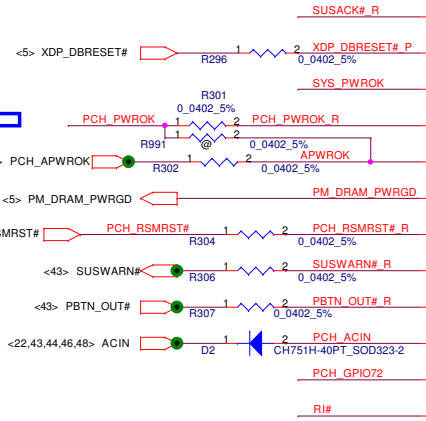 SUSACK#_R
<5> XDP_DBRESET# 1 2 XDP_DBRESET#_P
R296 0_0402_5%
SYS_PWROK
R301
0_0402_5%
PCH_PWROK 1 2 PCH_PWROK_R
1 2
R991 @ 0_0402_5%
> PCH_APWROK 1 2 APWROK
R302 0_0402_5%
<5> PM_DRAM_PWRGD PM_DRAM_PWRGD
SMRST# PCH_RSMRST# 1 2 PCH_RSMRST#_R
R304 0_0402_5%
<43> SUSWARN# 1 2 SUSWARN#_R
R306 0_0402_5%
<43> PBTN_OUT# 1 2 PBTN_OUT#_R
R307 0_0402_5%
<22,43,44,46,48> ACIN 1 2 PCH_ACIN
D2 CH751H-40PT_SOD323-2
PCH_GPIO72
RI#